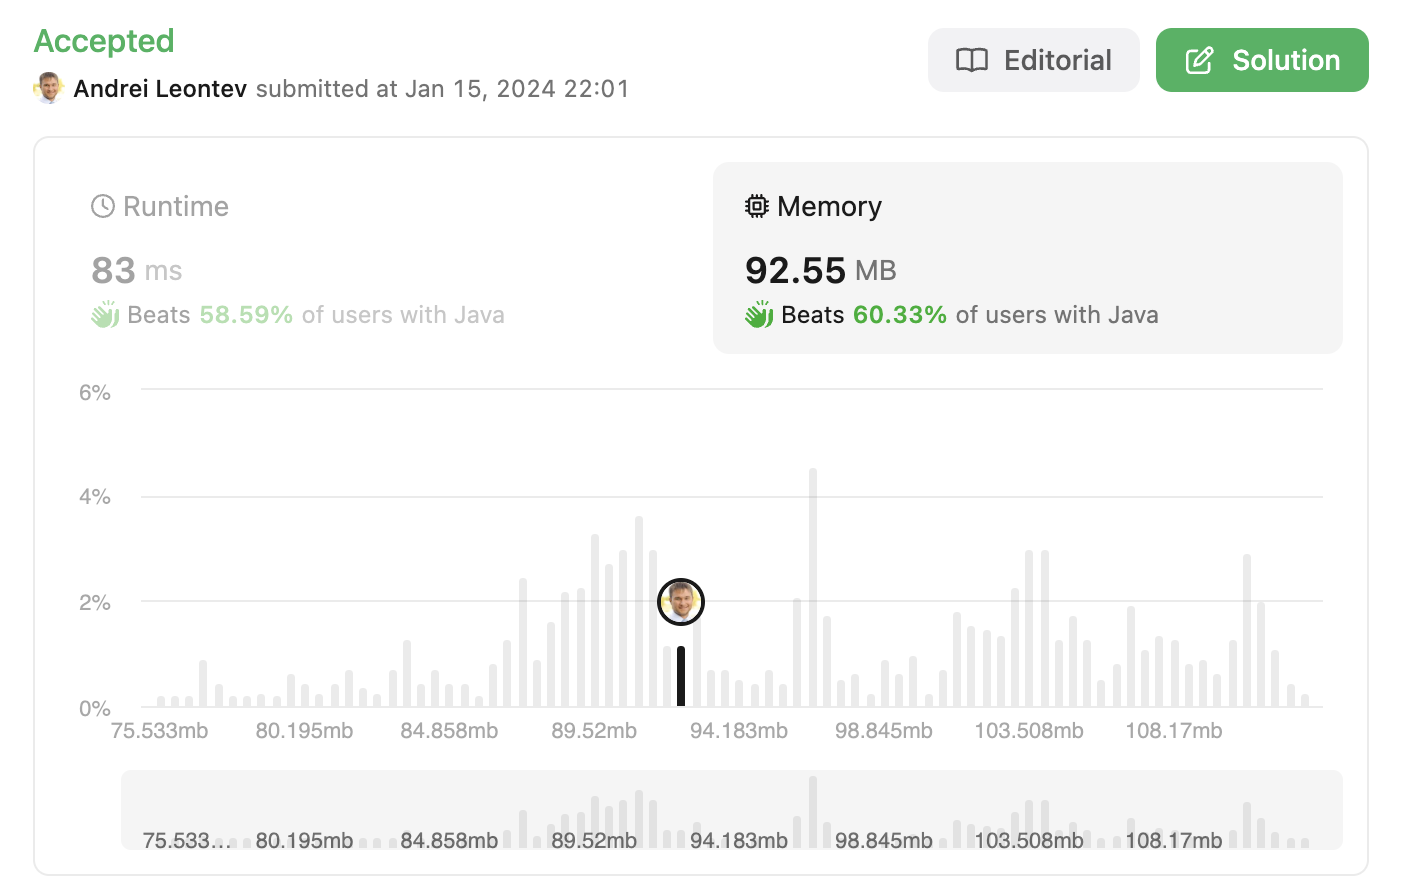 Accepted
Editorial
Solution
Andrei Leontev submitted at Jan 15, 2024 22:01
Runtime
83 ms
Beats 58.59% of users with Java
Memory
92.55 MB
Beats 60.33% of users with Java
6%
4%
2%
0%
75.533mb 80.195mb 84.858mb 89.52mb 94.183mb 98.845mb 103.508mb 108.17mb
75.533... 80.195mb 84.858mb 89.52mb 94.183mb 98.845mb 103.508mb 108.17mb